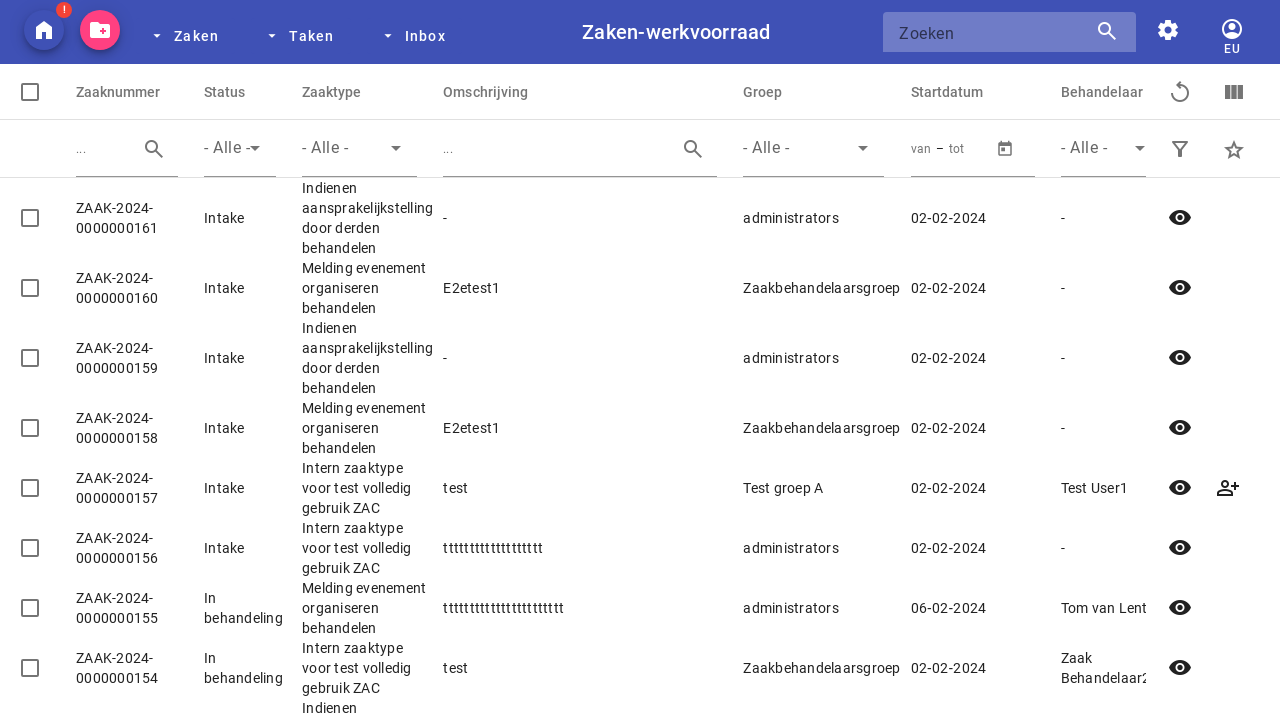 !
Zaken
Taken
Inbox
Zaken-werkvoorraad
Zoeken
EU
Zaaknummer
Status
Zaaktype
Omschrijving
Groep
Startdatum
Behandelaar
...
- Alle -
- Alle -
...
- Alle -
van – tot
- Alle -
ZAAK-2024-
0000000161
Intake
Indienen
aansprakelijkstelling
door derden
behandelen
-
administrators
02-02-2024
-
ZAAK-2024-
0000000160
Intake
Melding evenement
organiseren
behandelen
E2etest1
Zaakbehandelaarsgroep
02-02-2024
-
ZAAK-2024-
0000000159
Intake
Indienen
aansprakelijkstelling
door derden
behandelen
-
administrators
02-02-2024
-
ZAAK-2024-
0000000158
Intake
Melding evenement
organiseren
behandelen
E2etest1
Zaakbehandelaarsgroep
02-02-2024
-
ZAAK-2024-
0000000157
Intake
Intern zaaktype
voor test volledig
gebruik ZAC
test
Test groep A
02-02-2024
Test User1
ZAAK-2024-
0000000156
Intake
Intern zaaktype
voor test volledig
gebruik ZAC
ttttttttttttttttttt
administrators
02-02-2024
-
ZAAK-2024-
0000000155
In
behandeling
Melding evenement
organiseren
behandelen
ttttttttttttttttttttttt
administrators
06-02-2024
Tom van Lent
ZAAK-2024-
0000000154
In
behandeling
Intern zaaktype
voor test volledig
gebruik ZAC
test
Zaakbehandelaarsgroep
02-02-2024
Zaak
Behandelaar2
Indienen